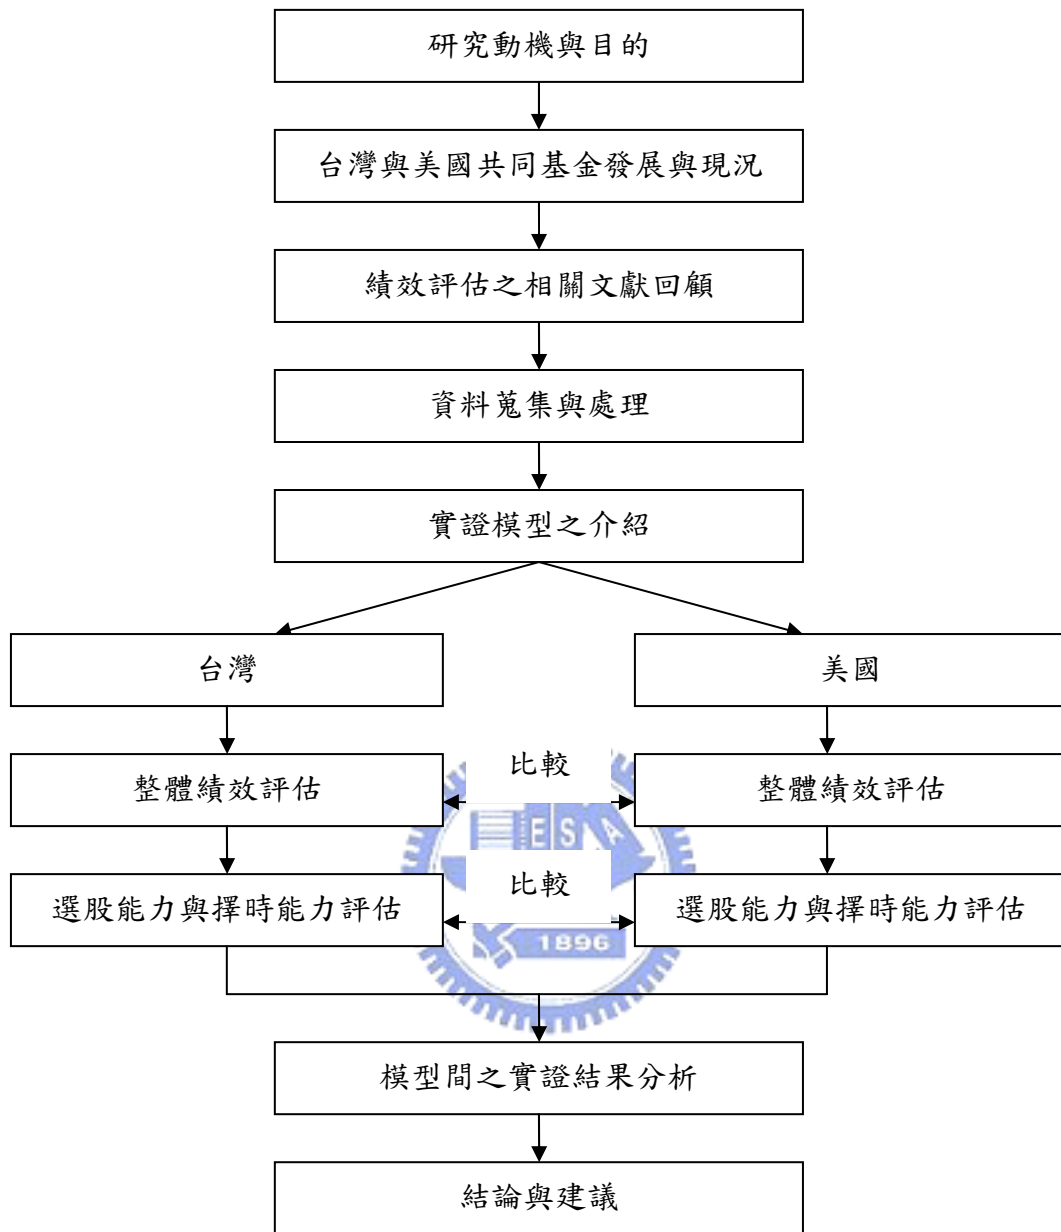 研究動機與目的
台灣與美國共同基金發展與現況
績效評估之相關文獻回顧
資料蒐集與處理
實證模型之介紹
台灣
美國
整體績效評估
比較
整體績效評估
ESA
選股能力與擇時能力評估
比較
選股能力與擇時能力評估
1896
模型間之實證結果分析
結論與建議